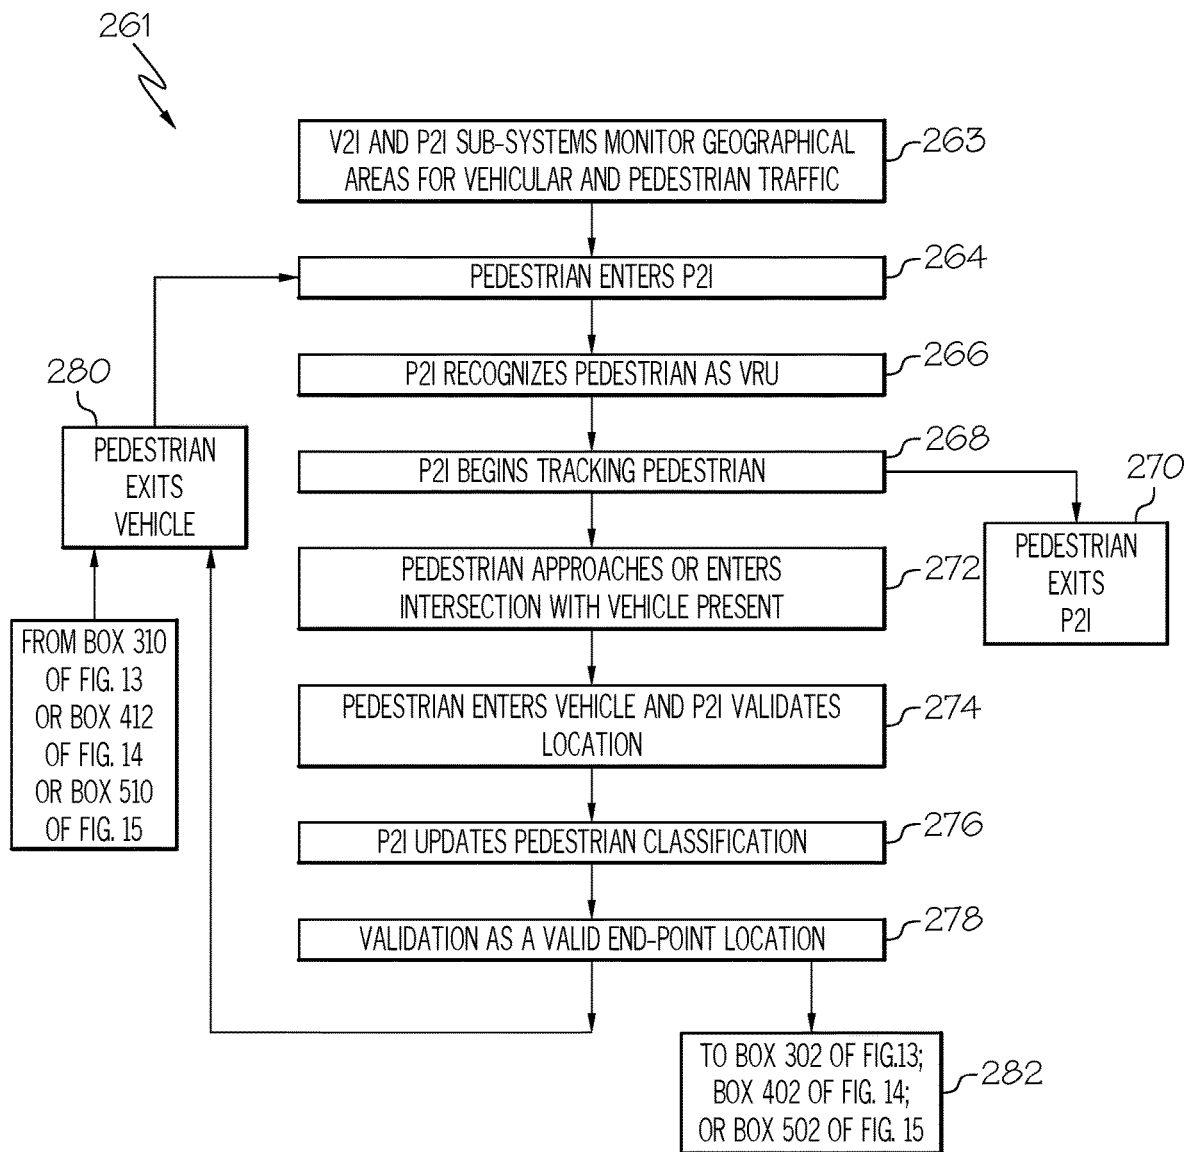 261
V2I AND P2I SUB-SYSTEMS MONITOR GEOGRAPHICAL
AREAS FOR VEHICULAR AND PEDESTRIAN TRAFFIC
263
PEDESTRIAN ENTERS P2I
264
P2I RECOGNIZES PEDESTRIAN AS VRU
266
280
PEDESTRIAN
EXITS
VEHICLE
P2I BEGINS TRACKING PEDESTRIAN
268
270
PEDESTRIAN
EXITS
P2I
PEDESTRIAN APPROACHES OR ENTERS
INTERSECTION WITH VEHICLE PRESENT
272
FROM BOX 310
OF FIG. 13
OR BOX 412
OF FIG. 14
OR BOX 510
OF FIG. 15
PEDESTRIAN ENTERS VEHICLE AND P2I VALIDATES
LOCATION
274
P2I UPDATES PEDESTRIAN CLASSIFICATION
276
VALIDATION AS A VALID END-POINT LOCATION
278
TO BOX 302 OF FIG.13;
BOX 402 OF FIG. 14;
OR BOX 502 OF FIG. 15
282